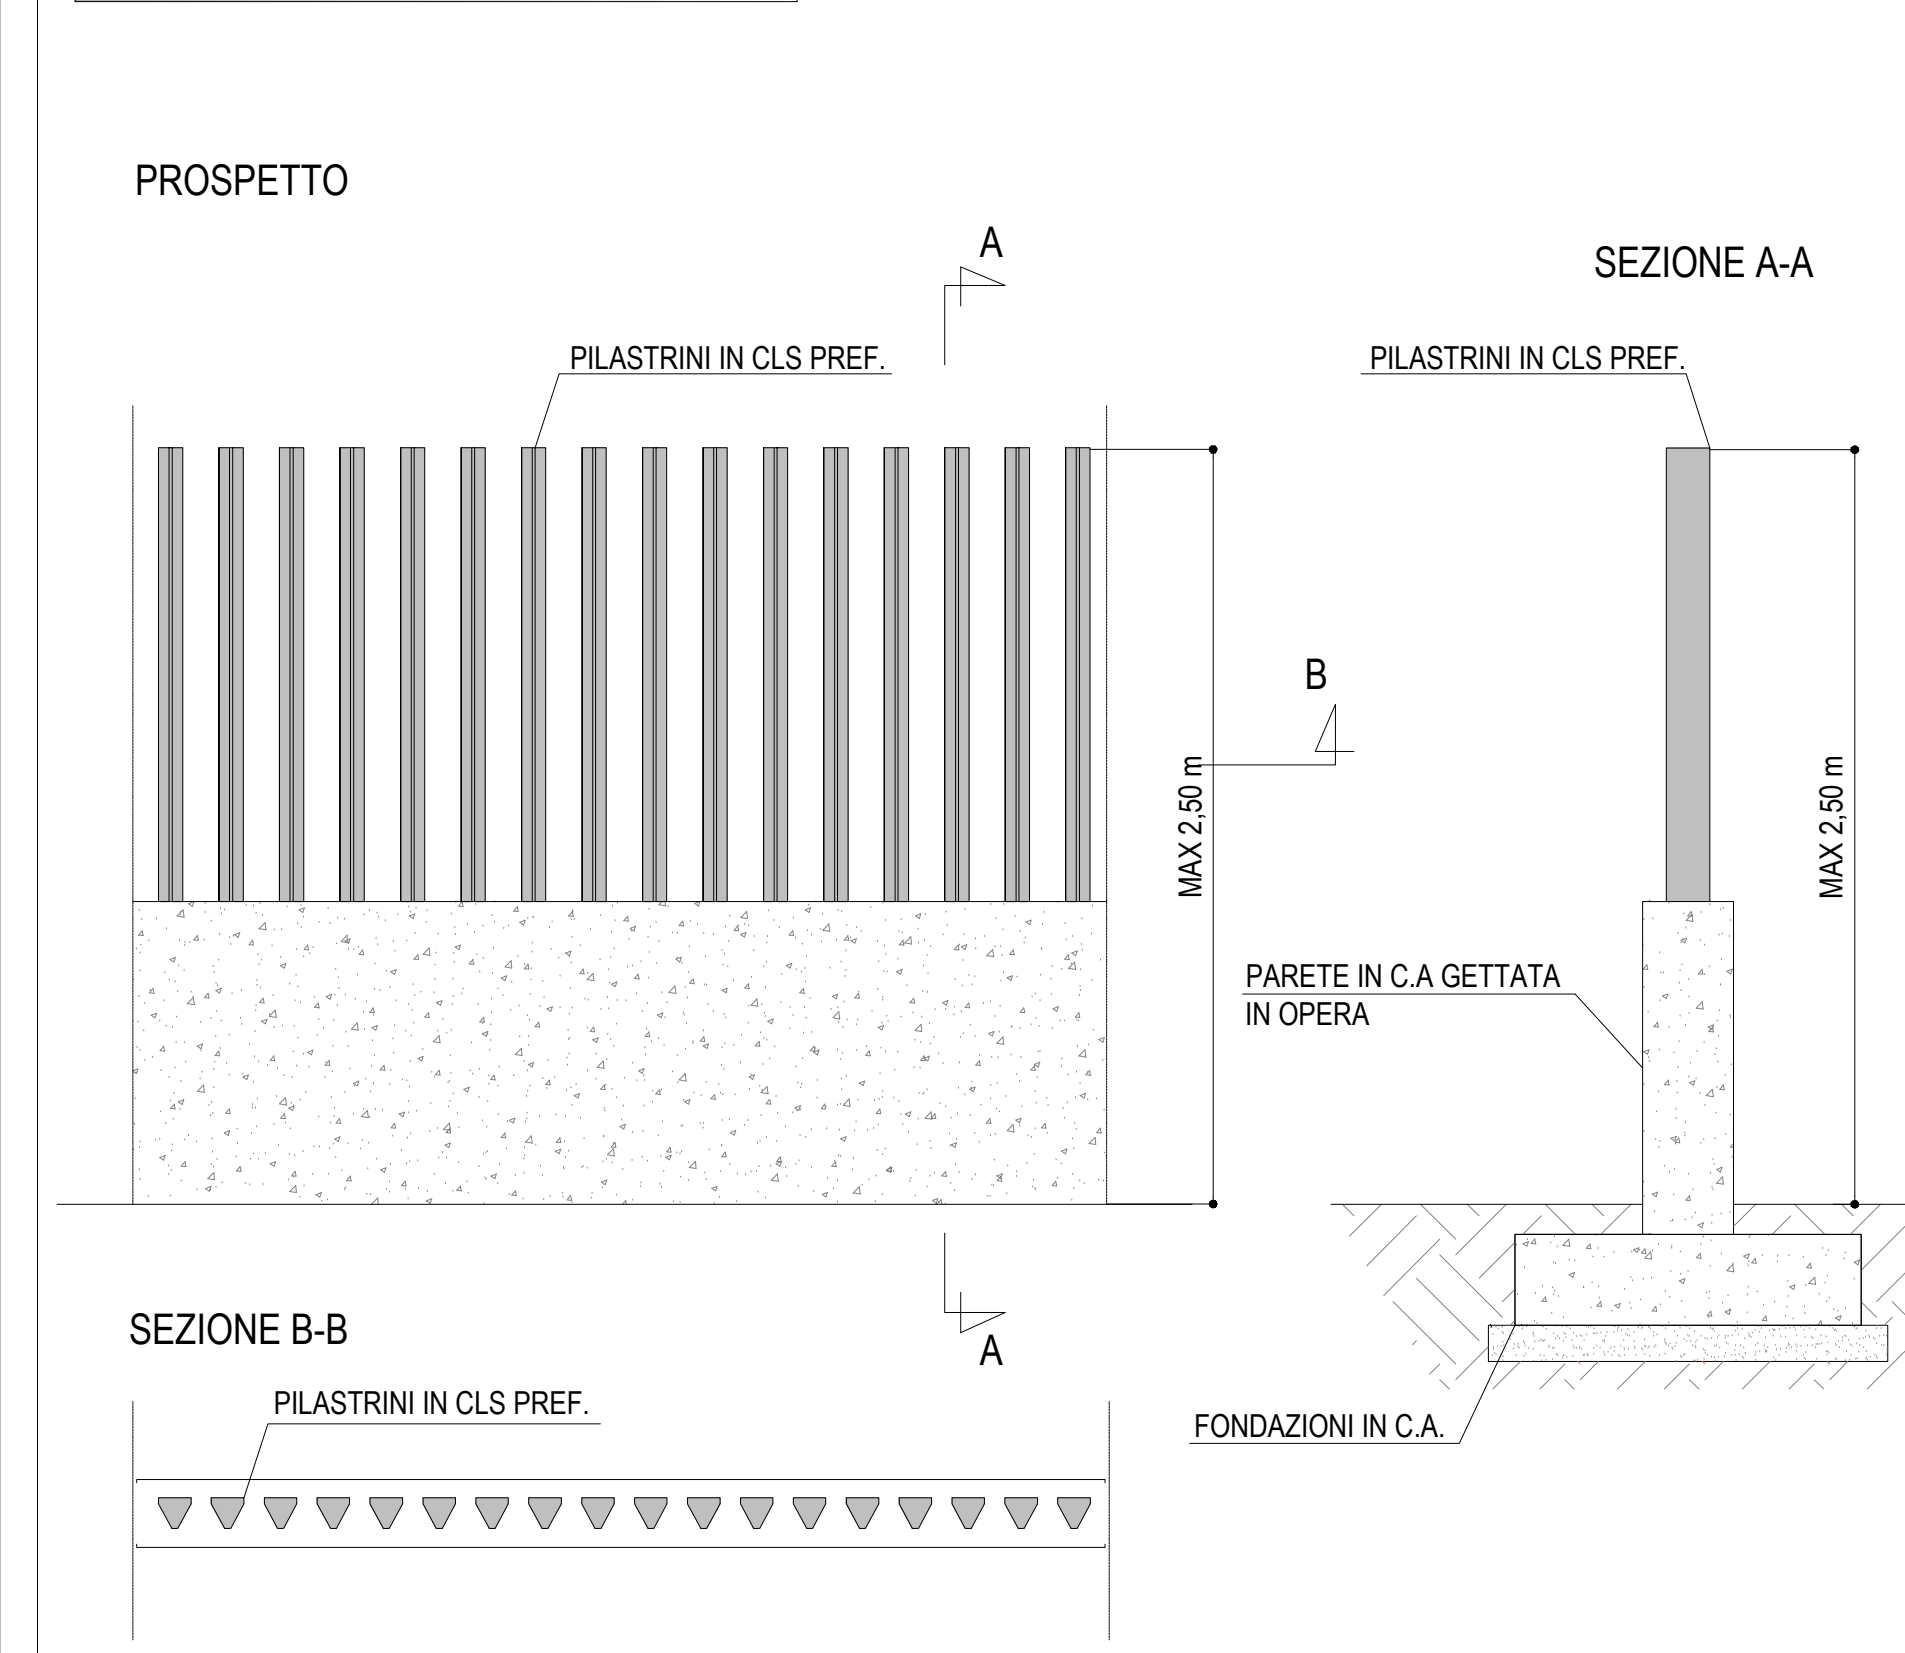 PROSPETTO
A
SEZIONE A-A
PILASTRINI IN CLS PREF.
PILASTRINI IN CLS PREF.
B
MAX 2,50 m
MAX 2,50 m
PARETE IN C.A GETTATA
IN OPERA
SEZIONE B-B
A
PILASTRINI IN CLS PREF.
FONDAZIONI IN C.A.